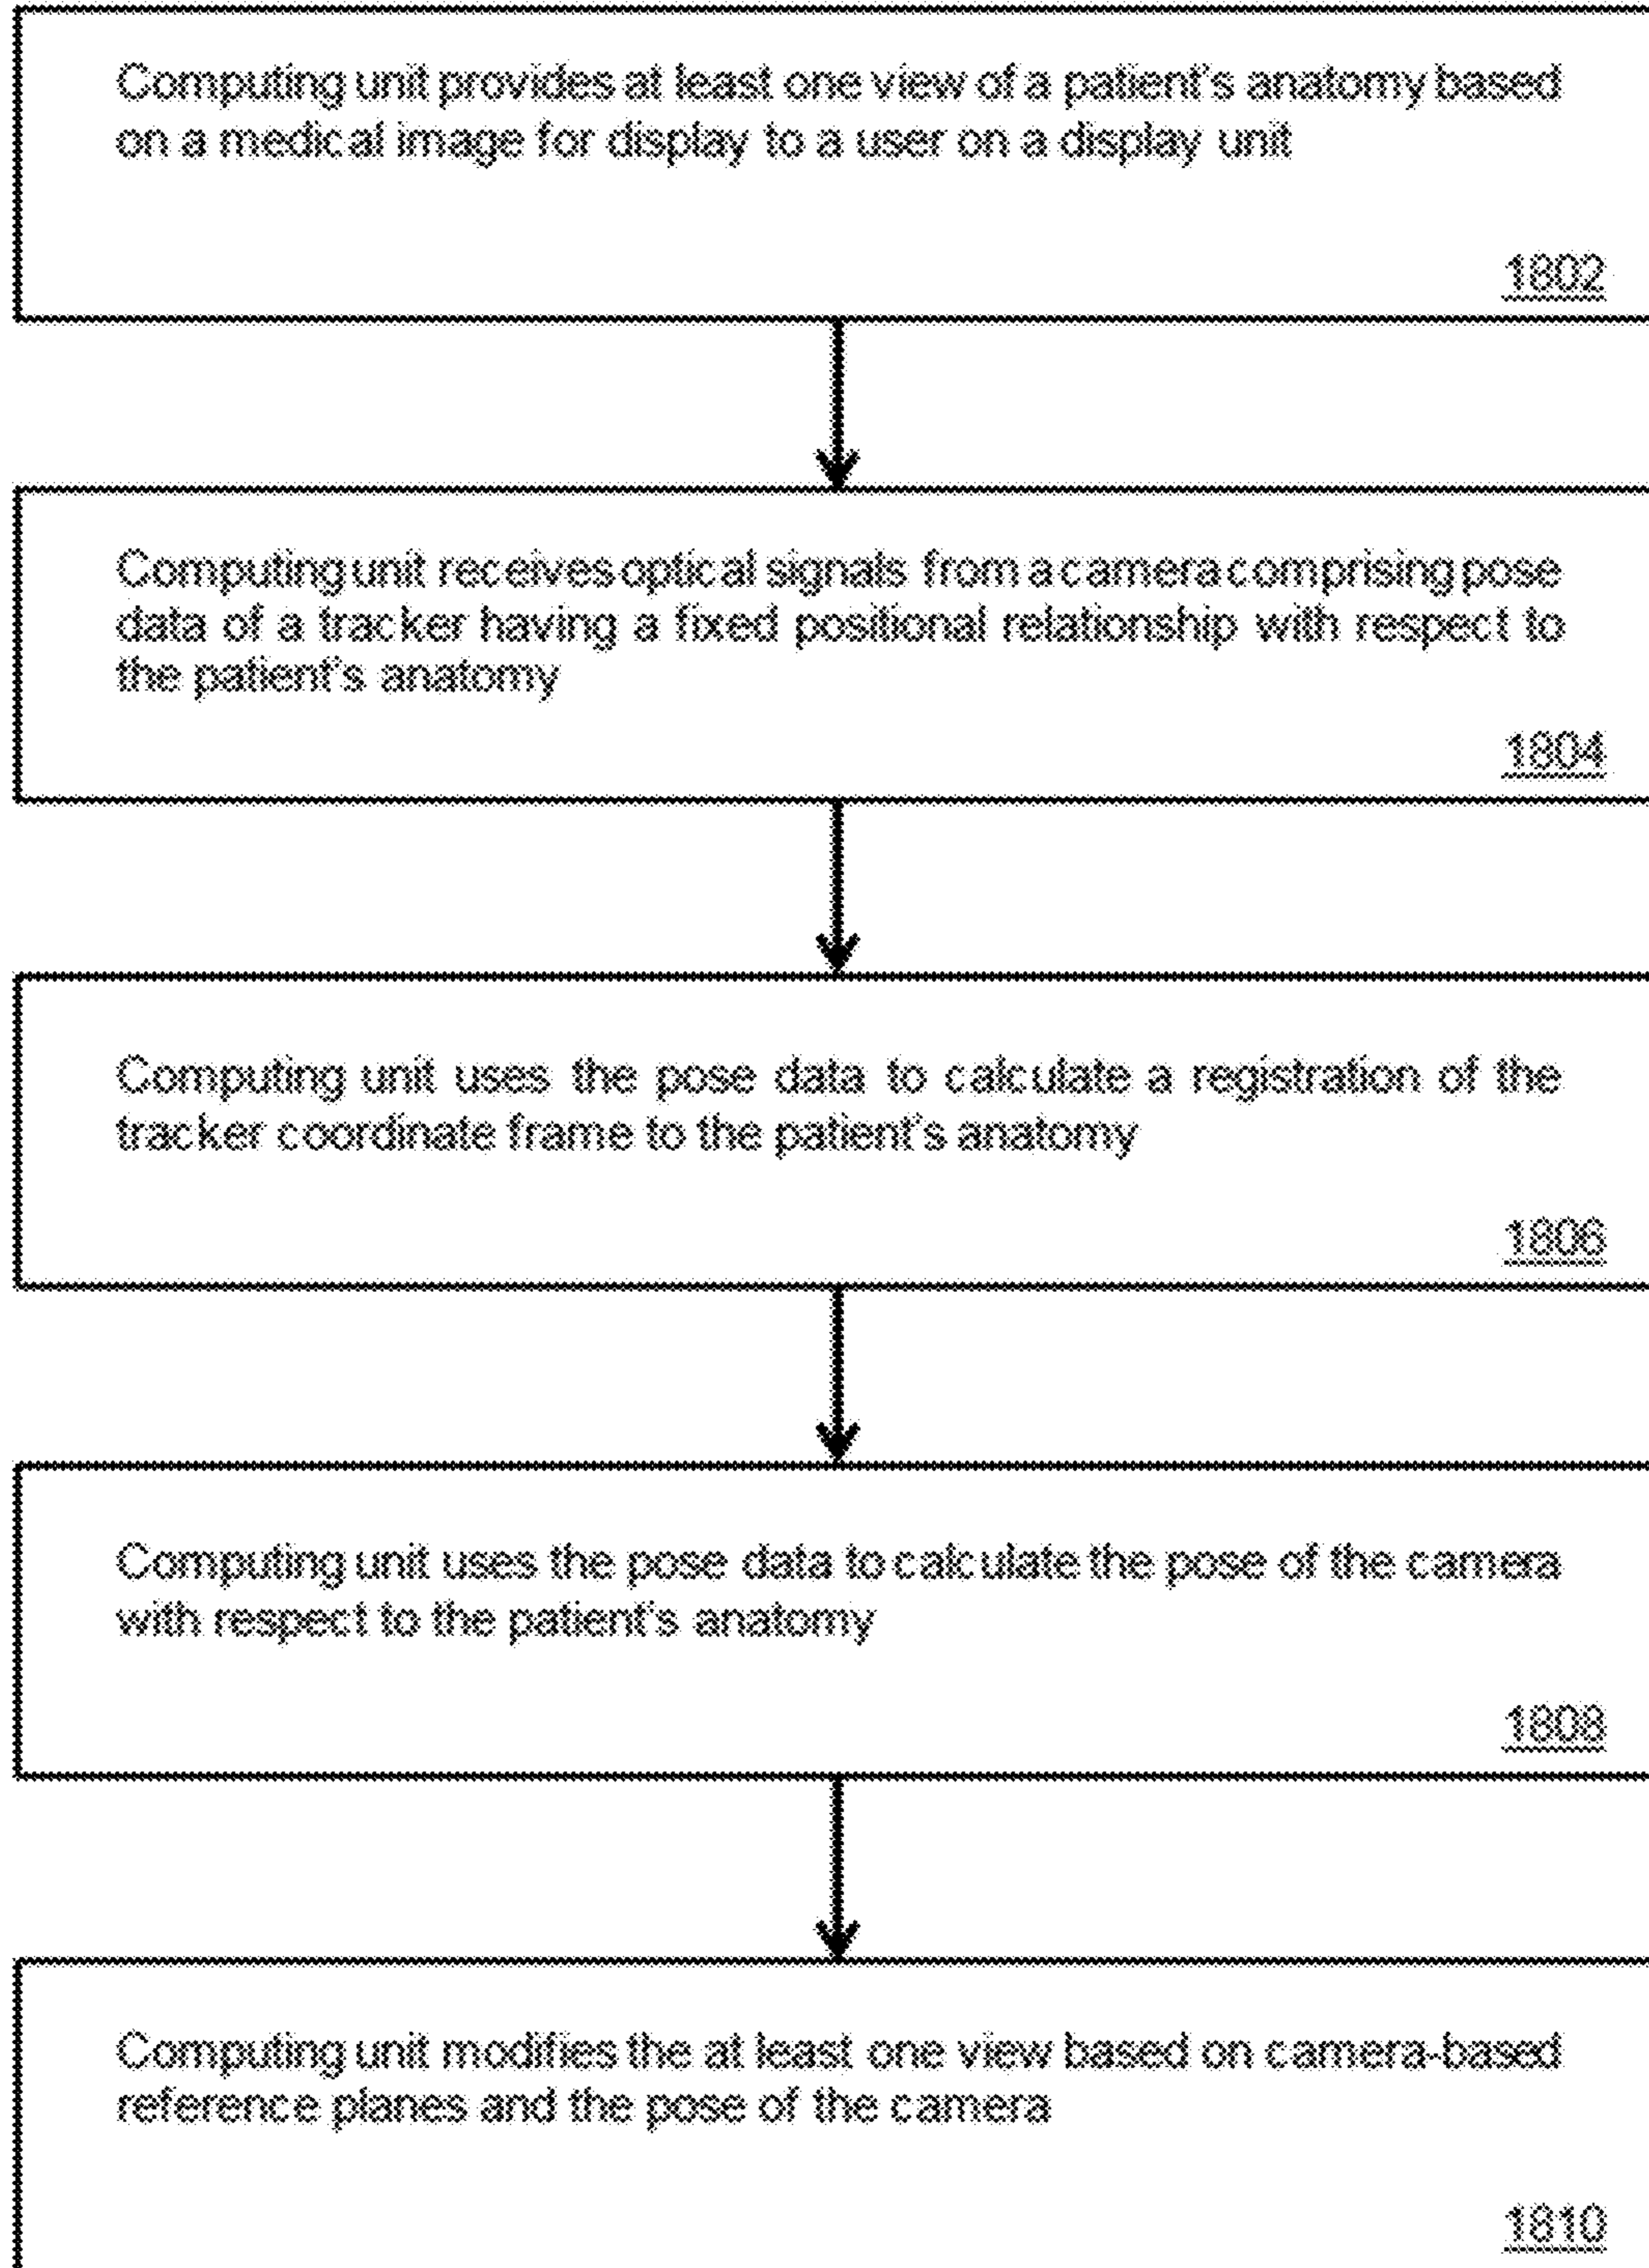 Computing unit provides at least one view of a patient's anatomy based
on a medical image for display to a user on a display unit
1802
Computing unit receives optical signals from a camera comprising pose
data of a tracker having a fixed positional relationship with respect to
the patient's anatomy
1804
Computing unit uses the pose data to calculate a registration of the
tracker coordinate frame to the patient's anatomy
1806
Computing unit uses the pose data to calculate the pose of the camera
with respect to the patient's anatomy
1808
Computing unit modifies the at least one view based on camera-based
reference planes and the pose of the camera
1810